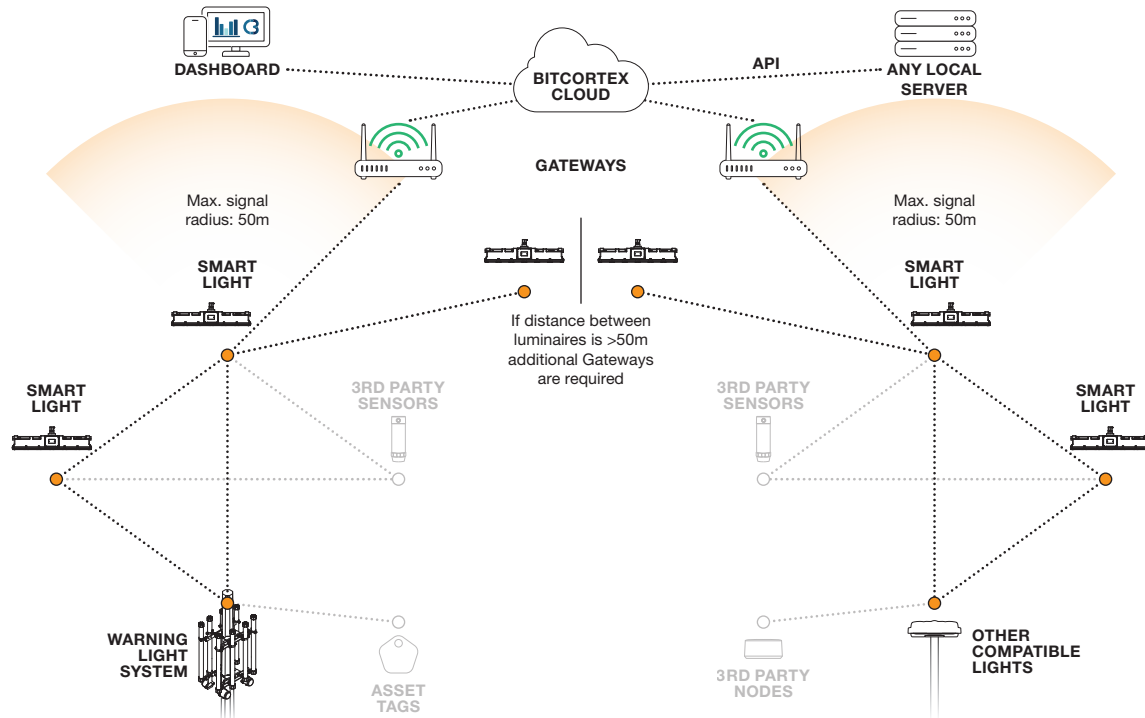 DASHBOARD
BITCORTEX
CLOUD
API
ANY LOCAL
SERVER
GATEWAYS
Max. signal
radius: 50m
Max. signal
radius: 50m
SMART
LIGHT
SMART
LIGHT
If distance between
luminaires is >50m
additional Gateways
are required
SMART
LIGHT
3RD PARTY
SENSORS
3RD PARTY
SENSORS
SMART
LIGHT
WARNING
LIGHT
SYSTEM
ASSET
TAGS
3RD PARTY
NODES
OTHER
COMPATIBLE
LIGHTS